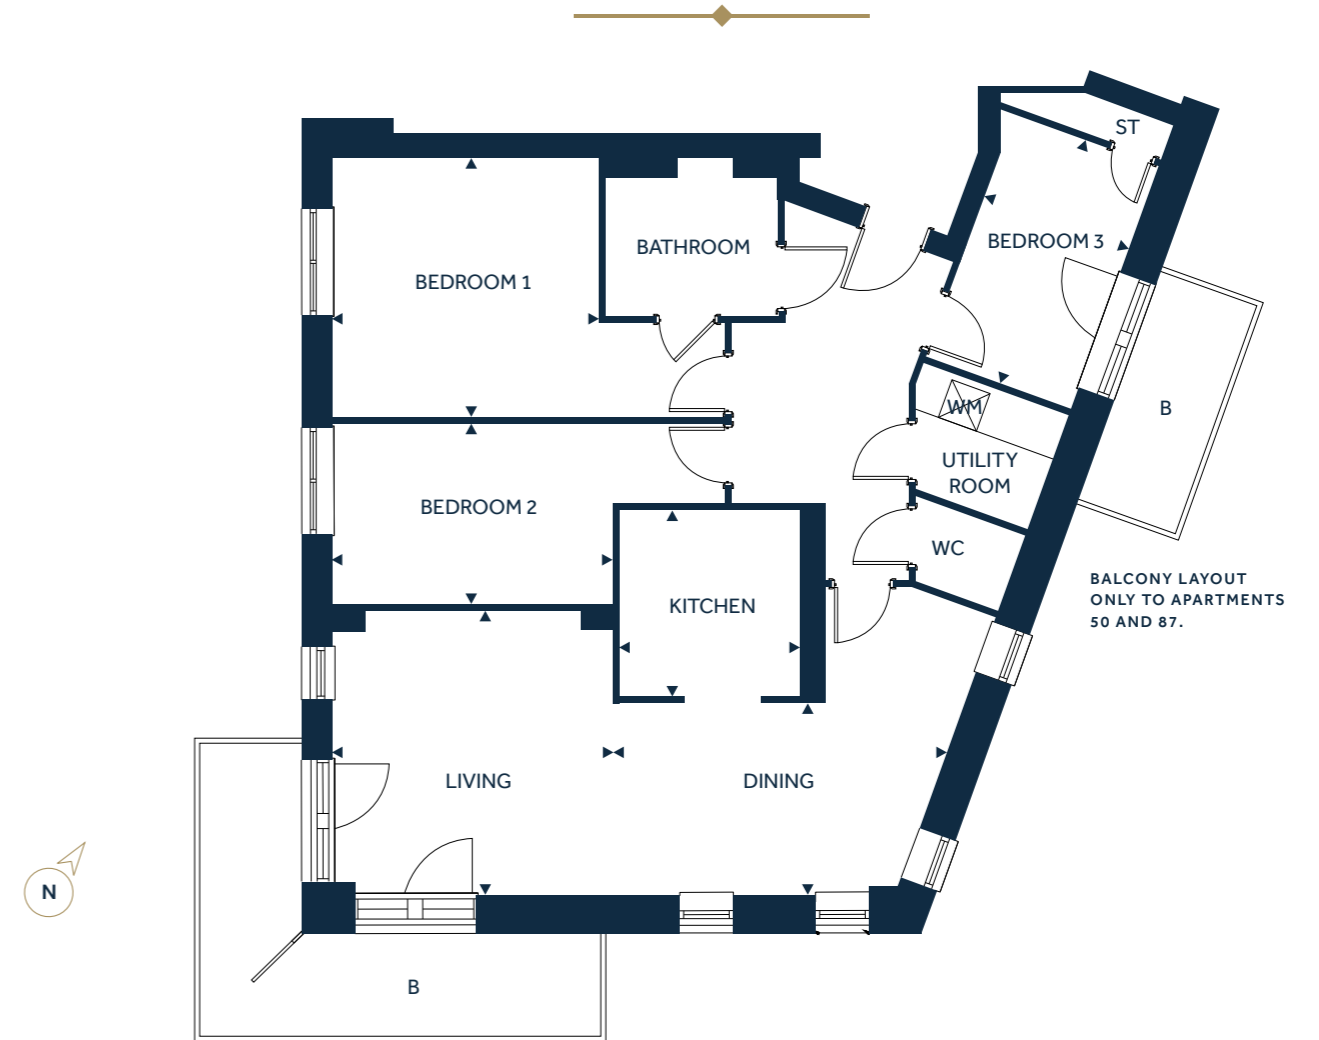 ST
BEDROOM 3
BATHROOM
BEDROOM 1
WM
B
UTILITY
ROOM
BEDROOM 2
WC
BALCONY LAYOUT
ONLY TO APARTMENTS
50 AND 87.
KITCHEN
LIVING
DINING
N
B